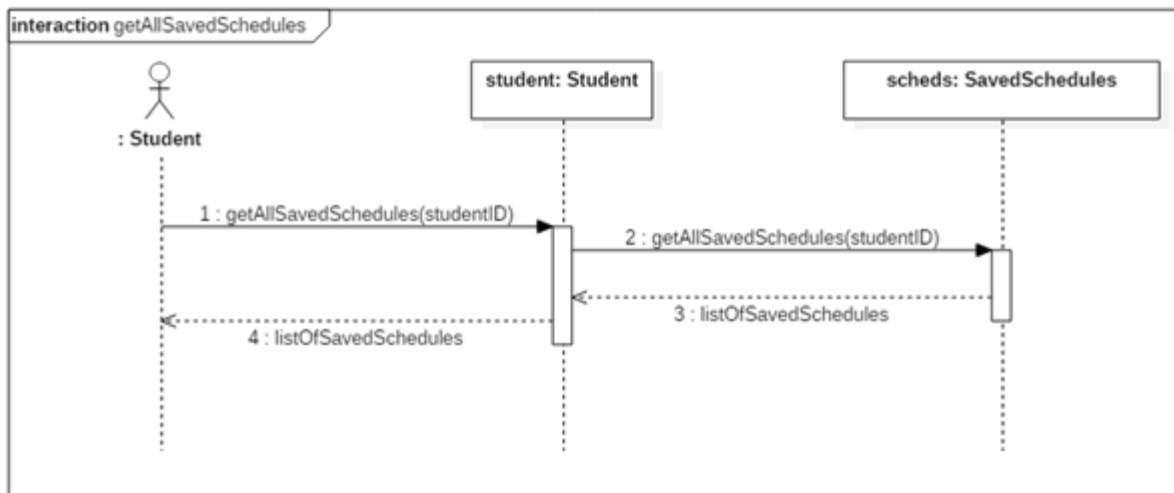 interaction getAllSavedSchedules
student: Student
scheds: SavedSchedules
: Student
1 : getAllSavedSchedules(studentID)
2 : getAllSavedSchedules(studentID)
3 : listOfSavedSchedules
4 : listOfSavedSchedules